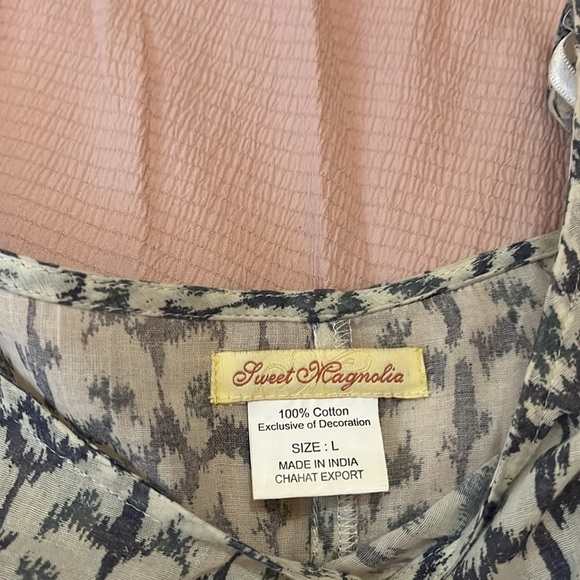 Sweet Magnolia
100% Cotton
Exclusive of Decoration
SIZE : L
MADE IN INDIA
CHAHAT EXPORT